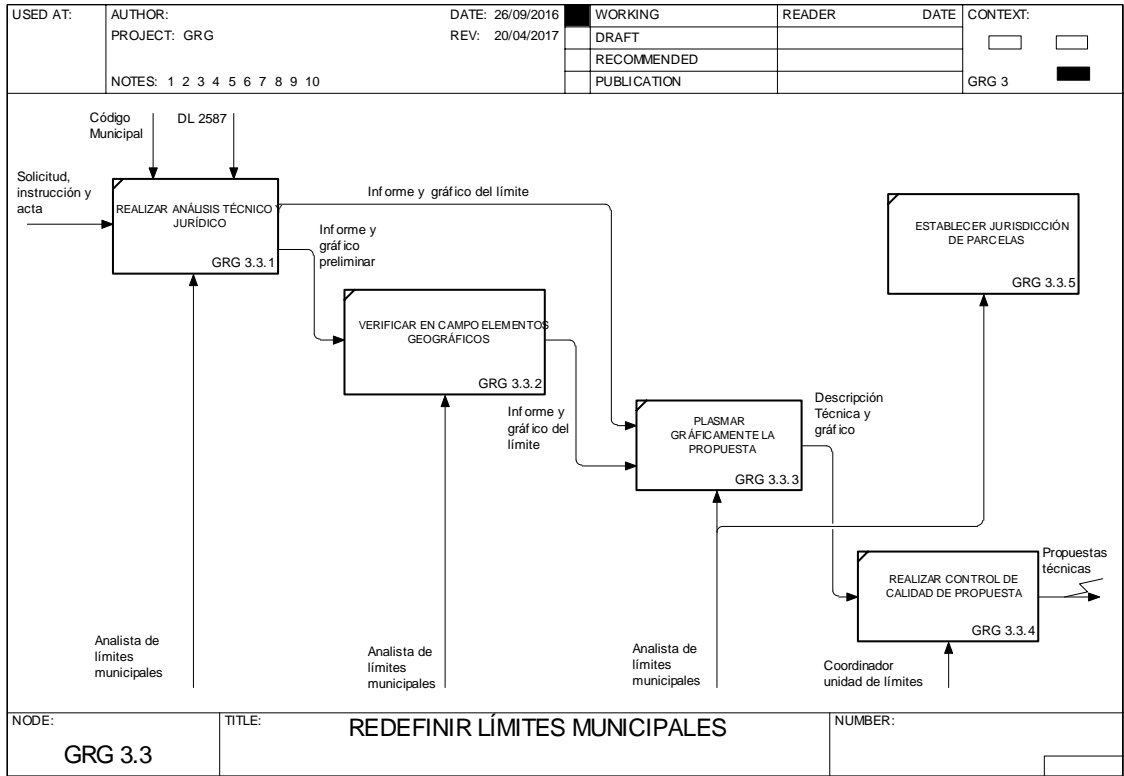 USED AT:
AUTHOR:
DATE: 26/09/2016
PROJECT: GRG
REV: 20/04/2017
NOTES: 1 2 3 4 5 6 7 8 9 10
WORKING
DRAFT
RECOMMENDED
PUBLICATION
READER
DATE
CONTEXT:
GRG 3
Código
Municipal
DL 2587
Solicitud,
instrucción y
acta
REALIZAR ANÁLISIS TÉCNICO Y
JURÍDICO
GRG 3.3.1
Informe y gráfico del límite
Informe y
gráfico
preliminar
ESTABLECER JURISDICCIÓN
DE PARCELAS
GRG 3.3.5
VERIFICAR EN CAMPO ELEMENTOS
GEOGRÁFICOS
GRG 3.3.2
Informe y
gráfico del
límite
PLASMAR
GRÁFICAMENTE LA
PROPUESTA
GRG 3.3.3
Descripción
Técnica y
gráfico
REALIZAR CONTROL DE
CALIDAD DE PROPUESTA
GRG 3.3.4
Propuestas
técnicas
Analista de
límites
municipales
Analista de
límites
municipales
Analista de
límites
municipales
Coordinador
unidad de límites
NODE:
GRG 3.3
TITLE:
REDEFINIR LÍMITES MUNICIPALES
NUMBER: